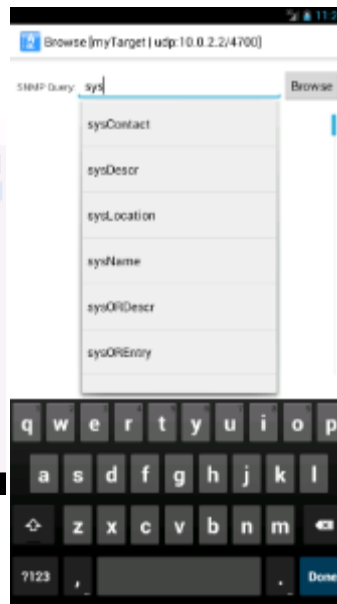 Browse [myTarget | udp:10.0.2.2/4700]
SNMP Query: sys Browse
sysContact
sysDescr
sysLocation
sysName
sysORDescr
sysOREntry
q w e r t y u i o p
a s d f g h j k l
z x c v b n m
?123 , . Done